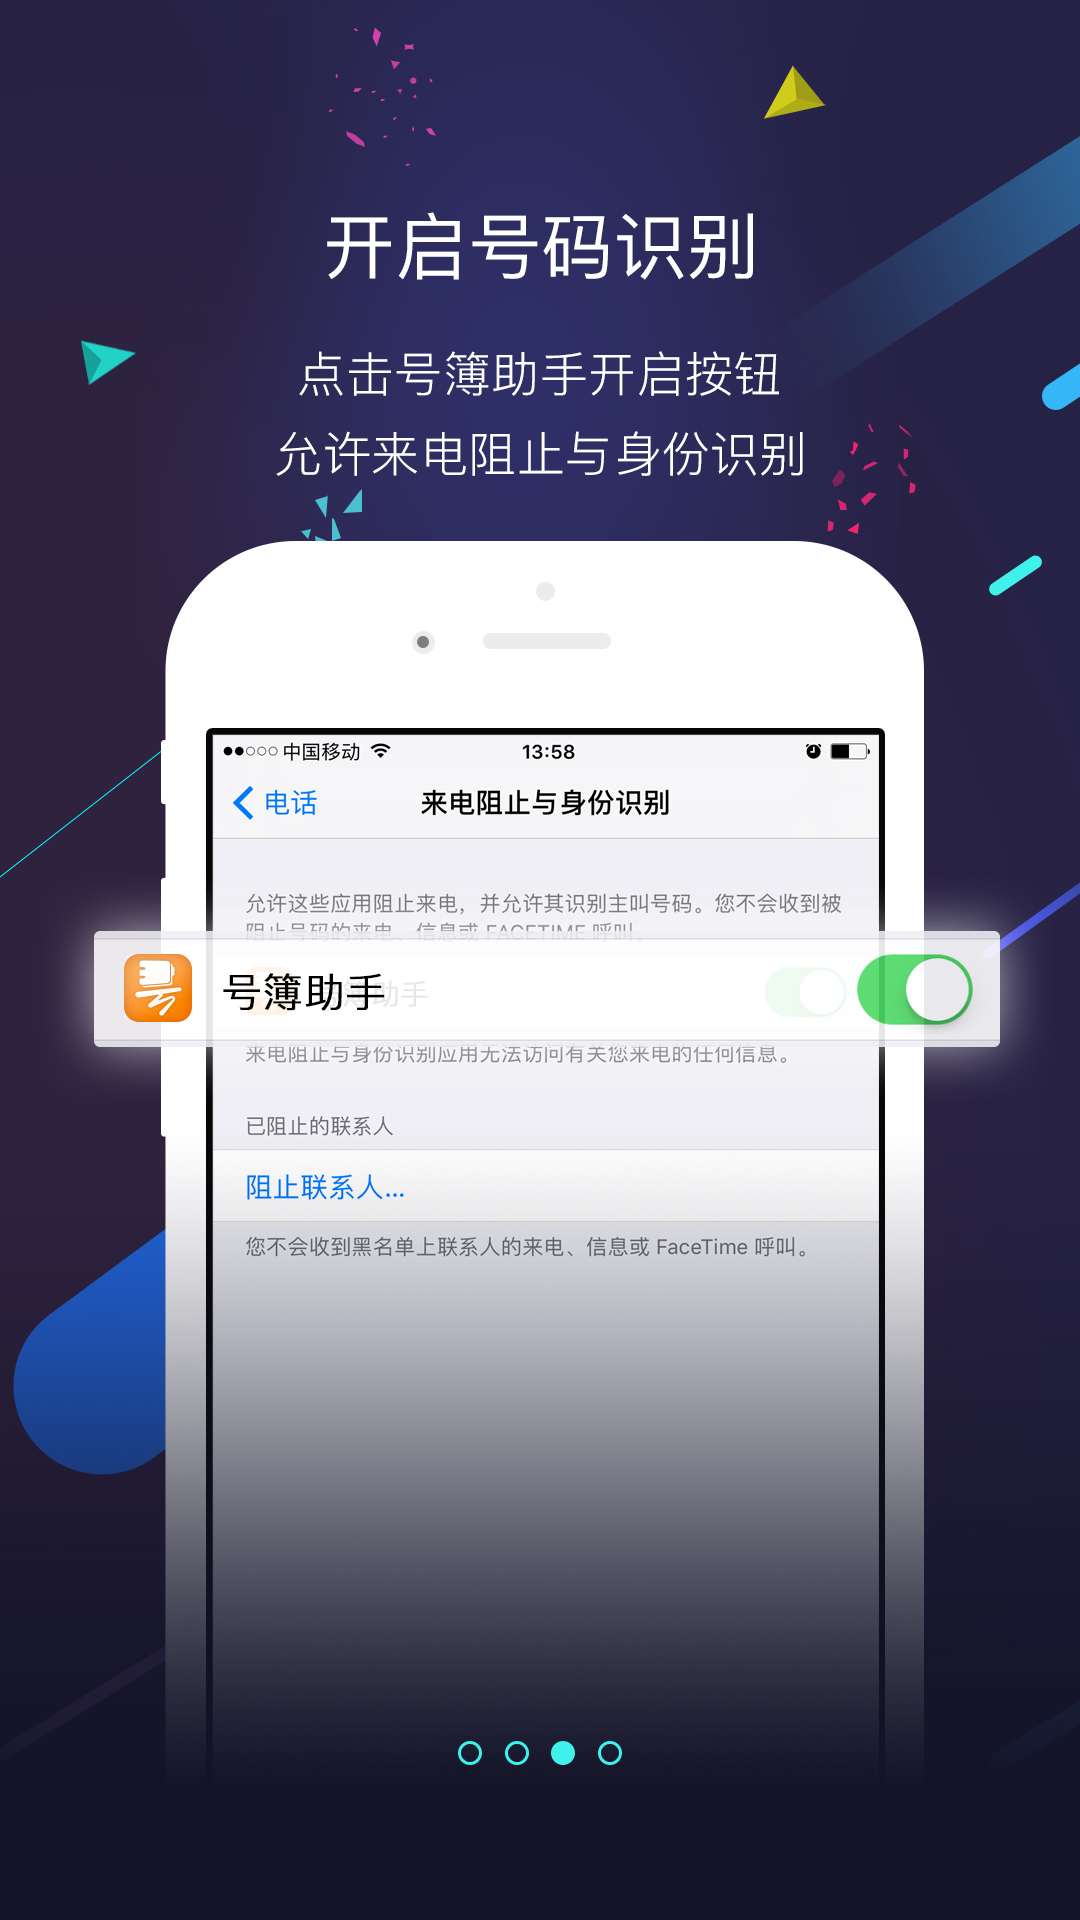 开启号码识别
点击号簿助手开启按钮
允许来电阻止与身份识别
中国移动
13:58
电话
来电阻止与身份识别
允许这些应用阻止来电，并允许其识别主叫号码。您不会收到被
阻止号码的来电、信息或 FACETIME 呼叫。
号簿助手
来电阻止与身份识别应用无法访问有关您来电的任何信息。
已阻止的联系人
阻止联系人...
您不会收到黑名单上联系人的来电、信息或 FaceTime 呼叫。